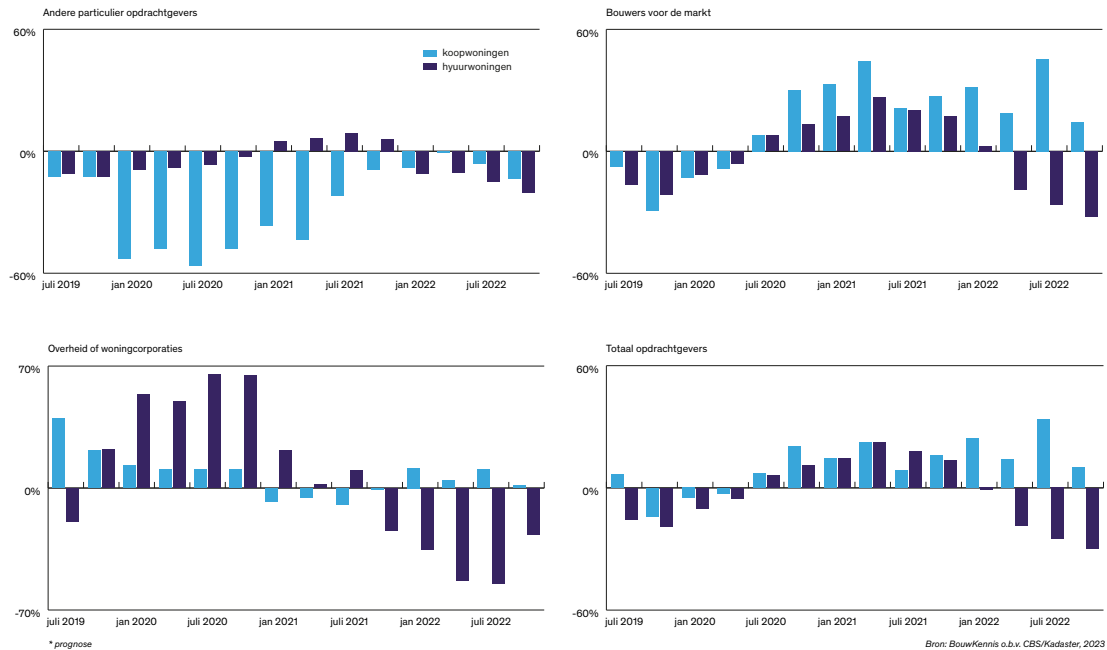 Andere particulier opdrachtgevers
60%
koopwoningen
hyuurwoningen
0%
-60%
juli 2019 jan 2020 juli 2020 jan 2021 juli 2021 jan 2022 juli 2022
Bouwers voor de markt
60%
0%
-60%
juli 2019 jan 2020 juli 2020 jan 2021 juli 2021 jan 2022 juli 2022
Overheid of woningcorporaties
70%
0%
-70%
juli 2019 jan 2020 juli 2020 jan 2021 juli 2021 jan 2022 juli 2022
* prognose
Totaal opdrachtgevers
60%
0%
-60%
juli 2019 jan 2020 juli 2020 jan 2021 juli 2021 jan 2022 juli 2022
Bron: BouwKennis o.b.v. CBS/Kadaster, 2023